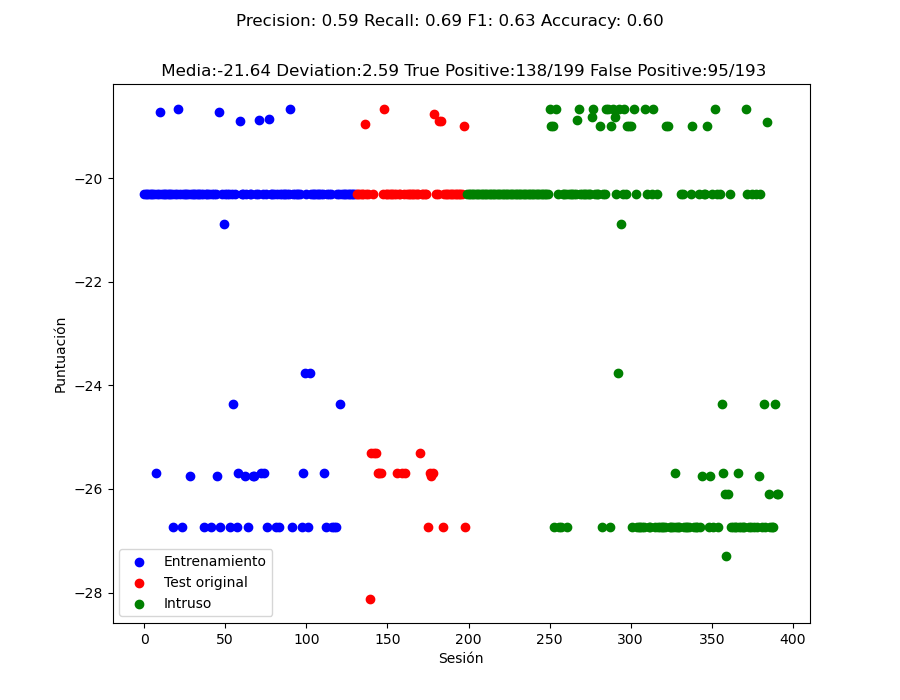 Precision: 0.59 Recall: 0.69 F1: 0.63 Accuracy: 0.60
Media:-21.64 Deviation:2.59 True Positive:138/199 False Positive:95/193
−20
−22
−24
−26
−28
Puntuación
Entrenamiento
Test original
Intruso
0 50 100 150 200 250 300 350 400
Sesión